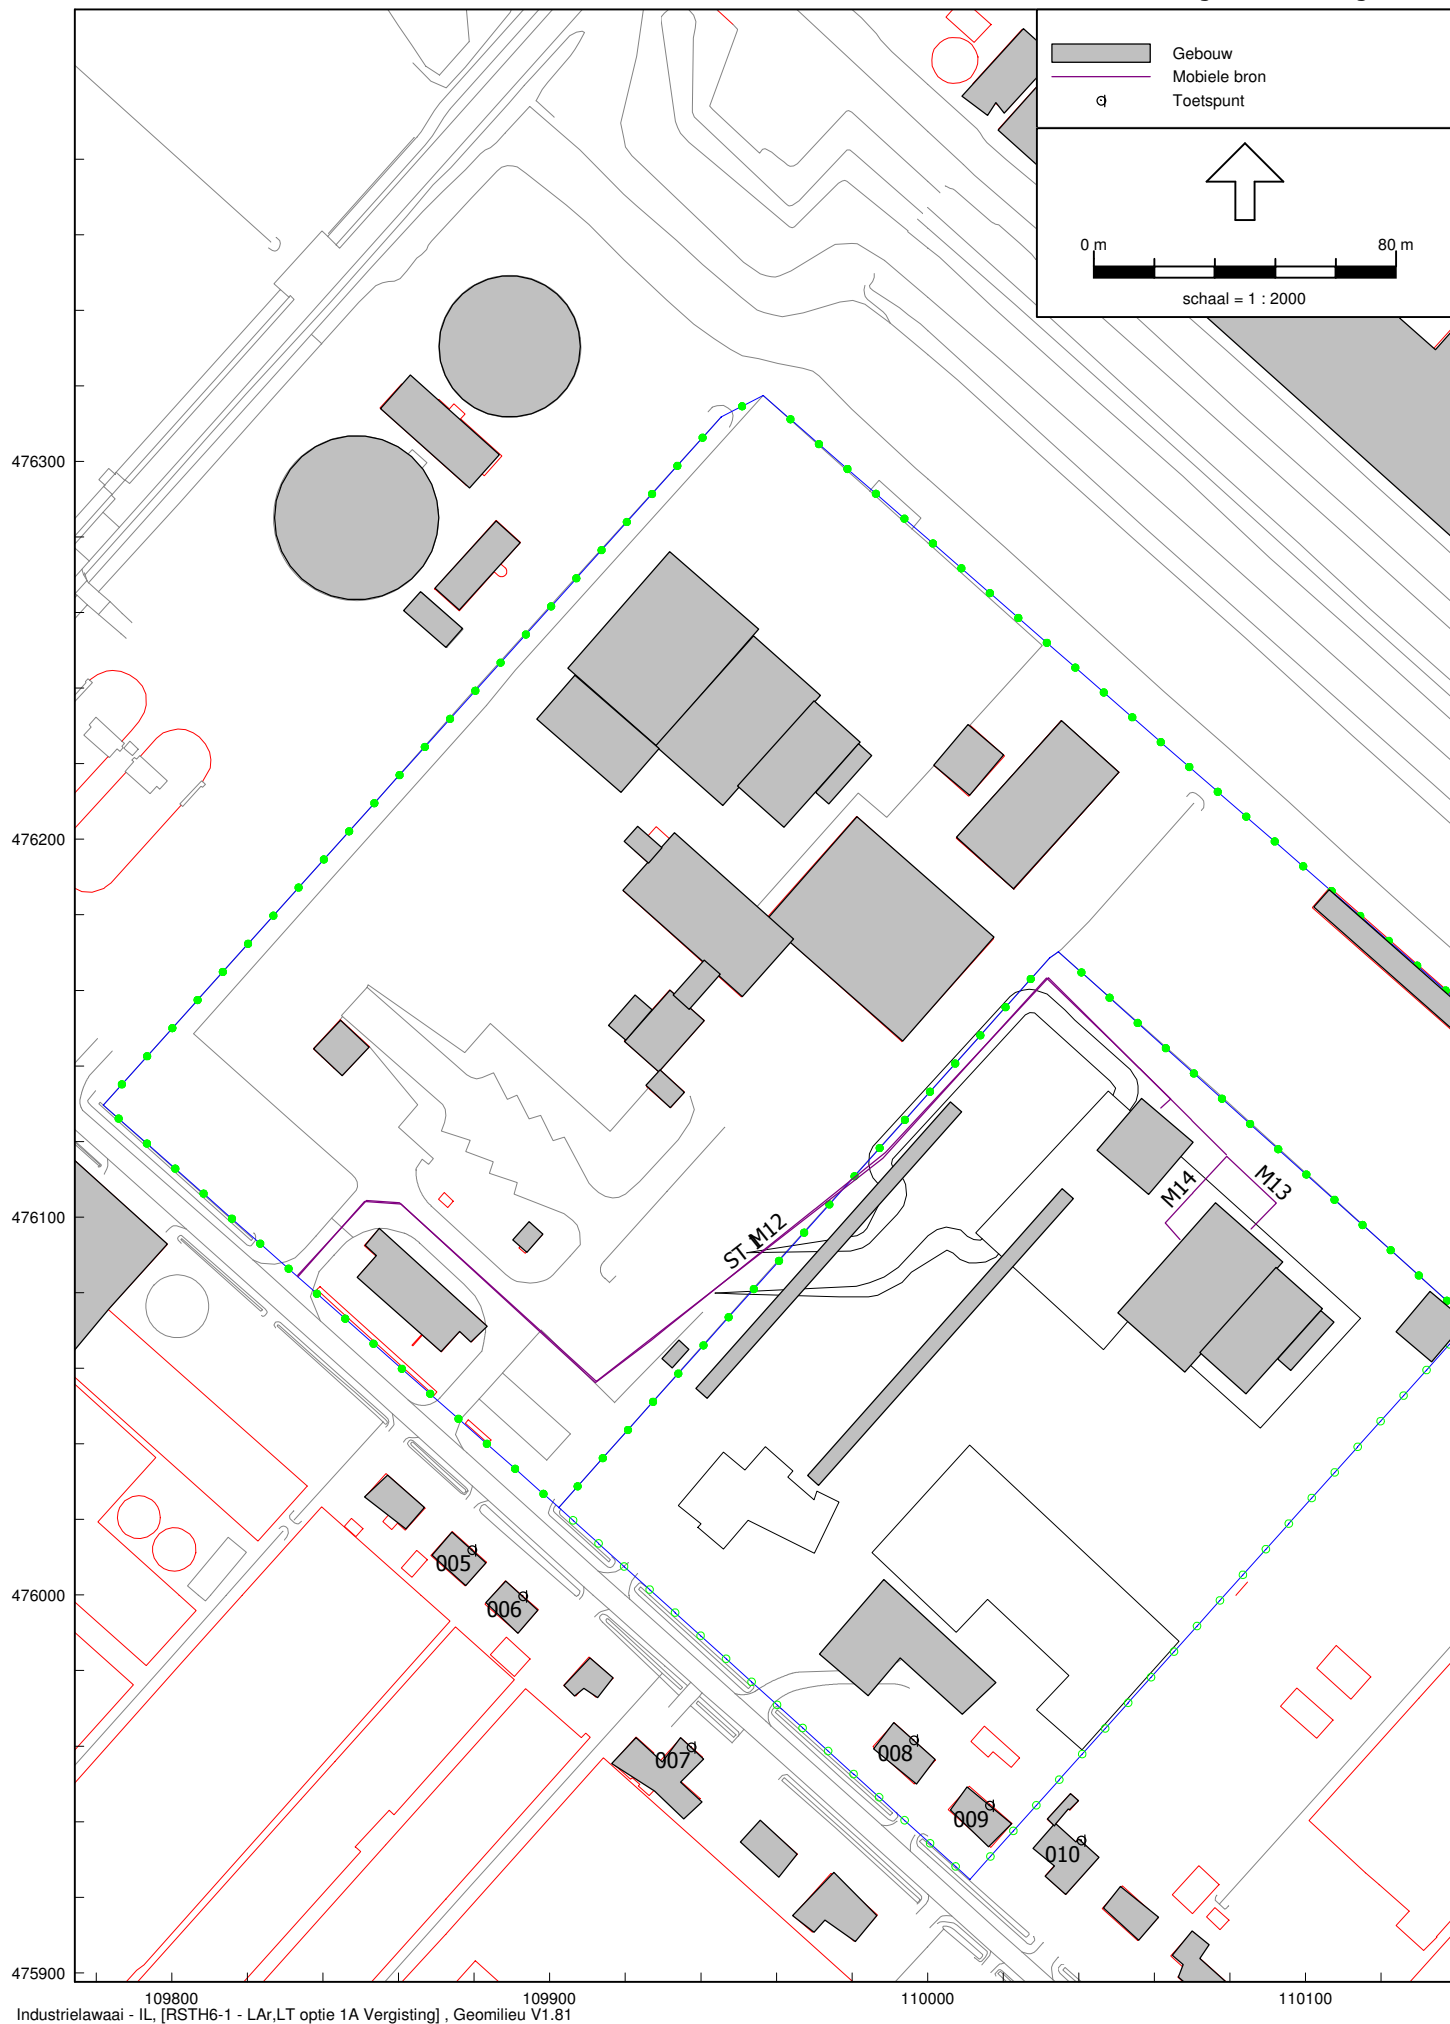 Gebouw
Mobiele bron
Toetspunt
0 m 80 m
schaal = 1 : 2000
476300
476200
476100
476000
475900
M14
M13
M12
005
006
007
008
009
010
109800 109900 110000 110100
Industrielawaai - IL, [RSTH6-1 - LAr,LT optie 1A Vergisting] , Geomilieu V1.81